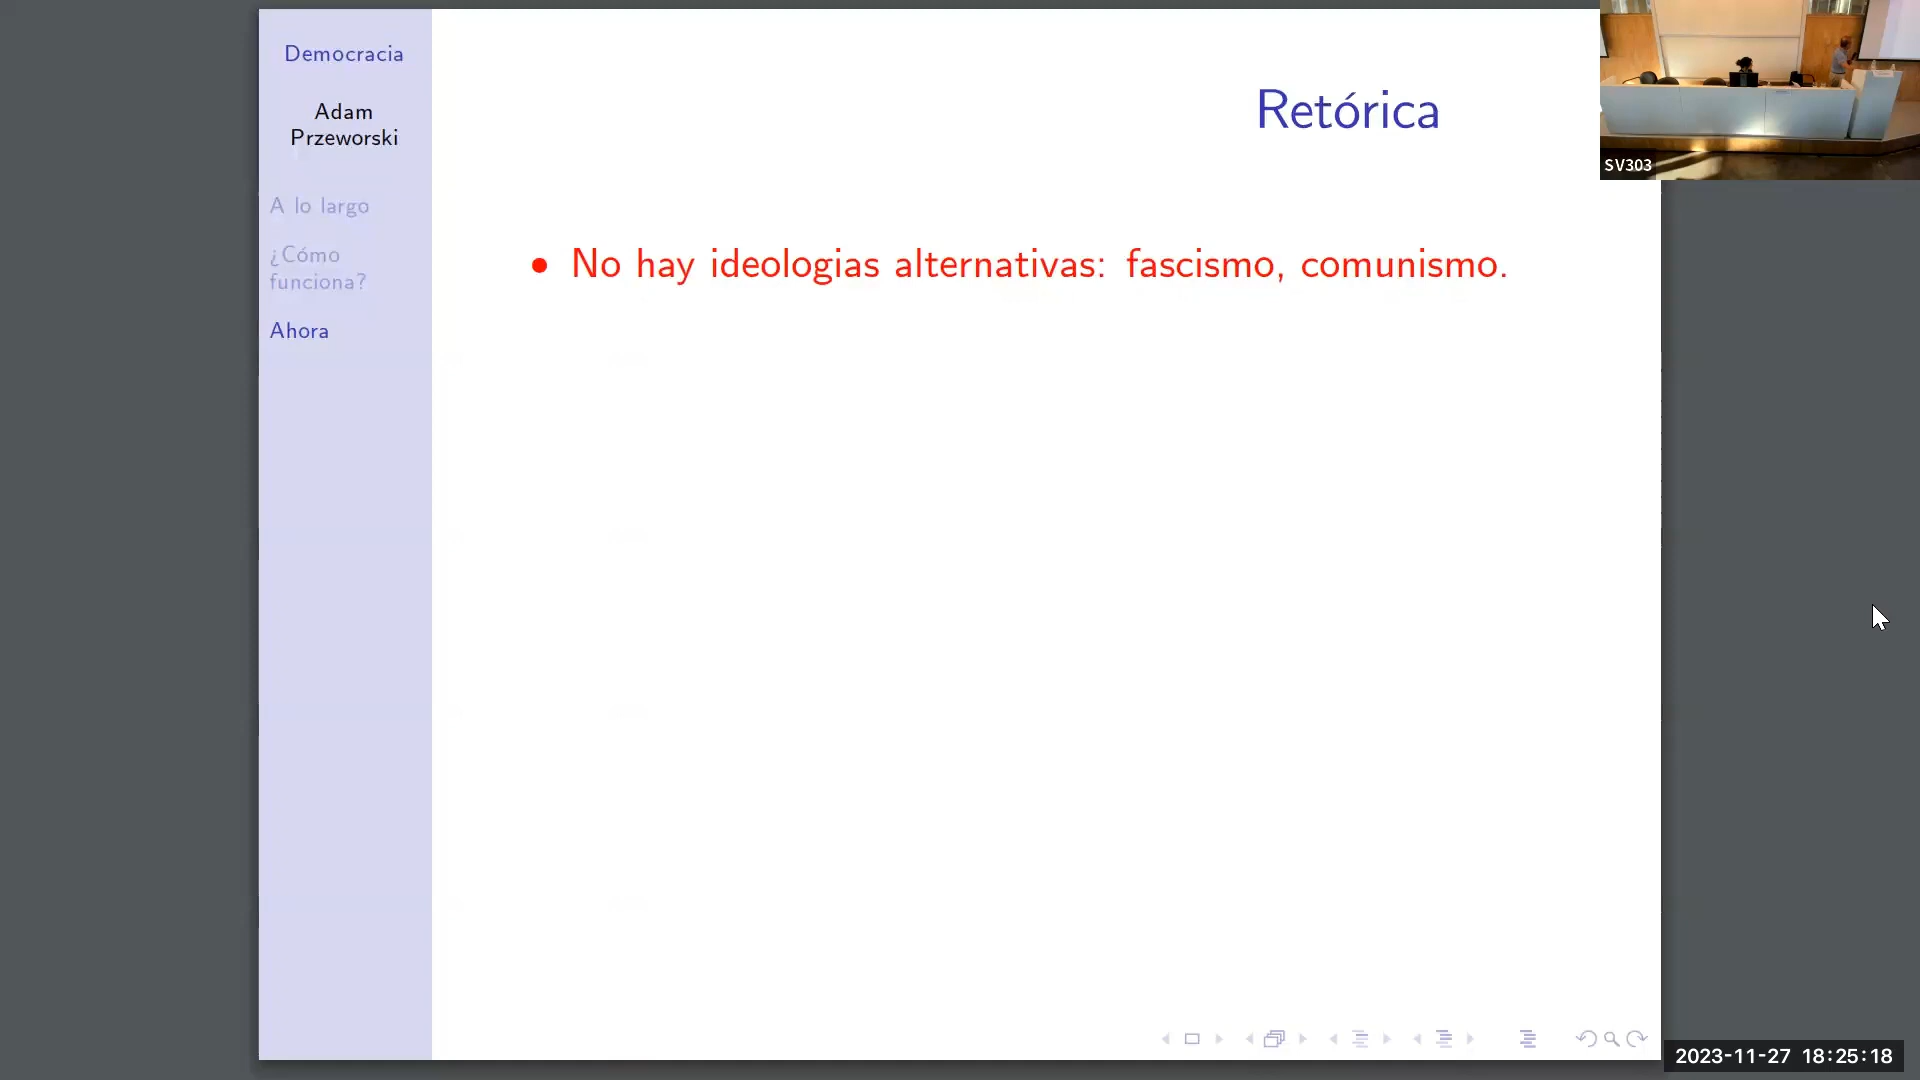 Democracia
Adam
Przeworski
A lo largo
¿Cómo
funciona?
Ahora
Retórica
• No hay ideologias alternativas: fascismo, comunismo.
SV303
2023-11-27 18:25:18